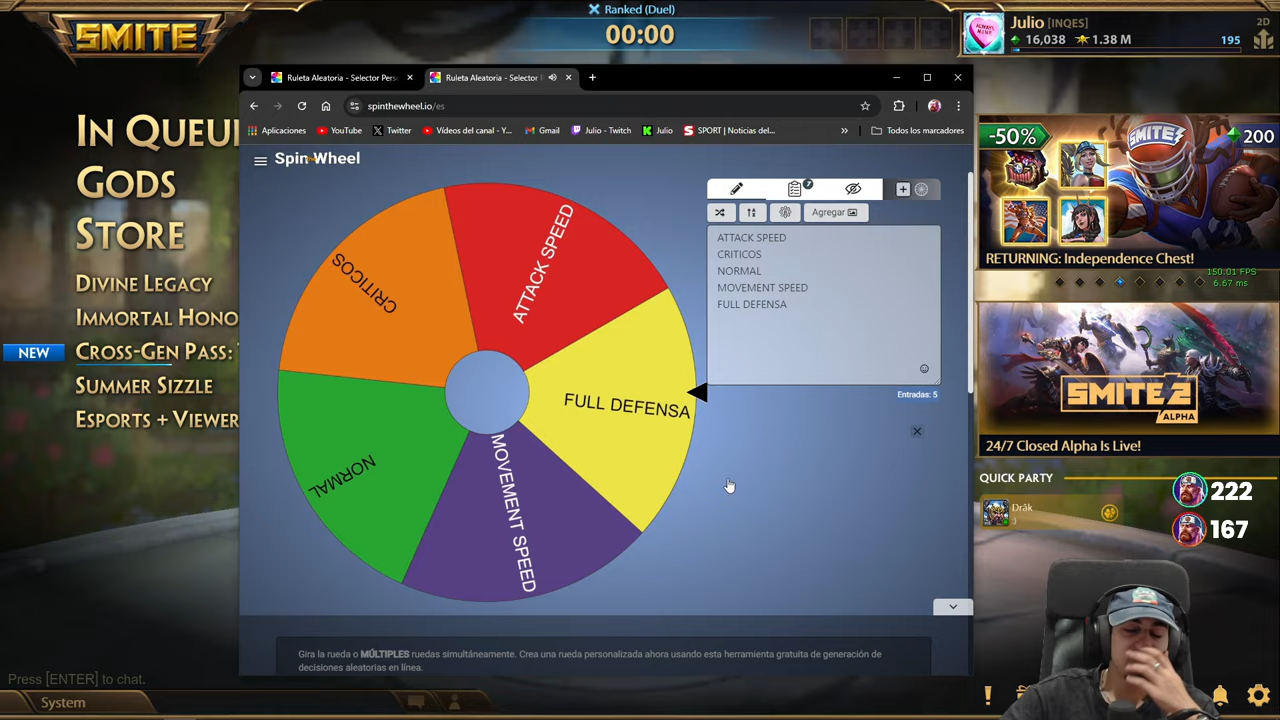 Ranked (Duel)
00:00
SMITE
Julio [INQES]
16,038
1.38 M
195
2D
Ruleta Aleatoria - Selector Pers
Ruleta Aleatoria - Selector
spinthewheel.io/es
Aplicaciones
YouTube
Twitter
Vídeos del canal - Y...
Gmail
Julio - Twitch
Julio
SPORT | Noticias del...
Todos los marcadores
IN QUEU
GODS
STORE
DIVINE LEGACY
IMMORTAL HONO
NEW
CROSS-GEN PASS:
SUMMER SIZZLE
ESPORTS + VIEWER
Spin Wheel
ATTACK SPEED
CRITICOS
FULL DEFENSA
NORMAL
MOVEMENT SPEED
7
Agregar
ATTACK SPEED
CRITICOS
NORMAL
MOVEMENT SPEED
FULL DEFENSA
Entradas: 5
Gira la rueda o MÚLTIPLES ruedas simultáneamente. Crea una rueda personalizada ahora usando esta herramienta gratuita de generación de
decisiones aleatorias en línea.
-50%
SMITE
200
RETURNING: Independence Chest!
150.01 FPS
6.67 ms
SMITE 2
ALPHA
24/7 Closed Alpha Is Live!
QUICK PARTY
Dräk
3
222
167
Press [ENTER] to chat.
System